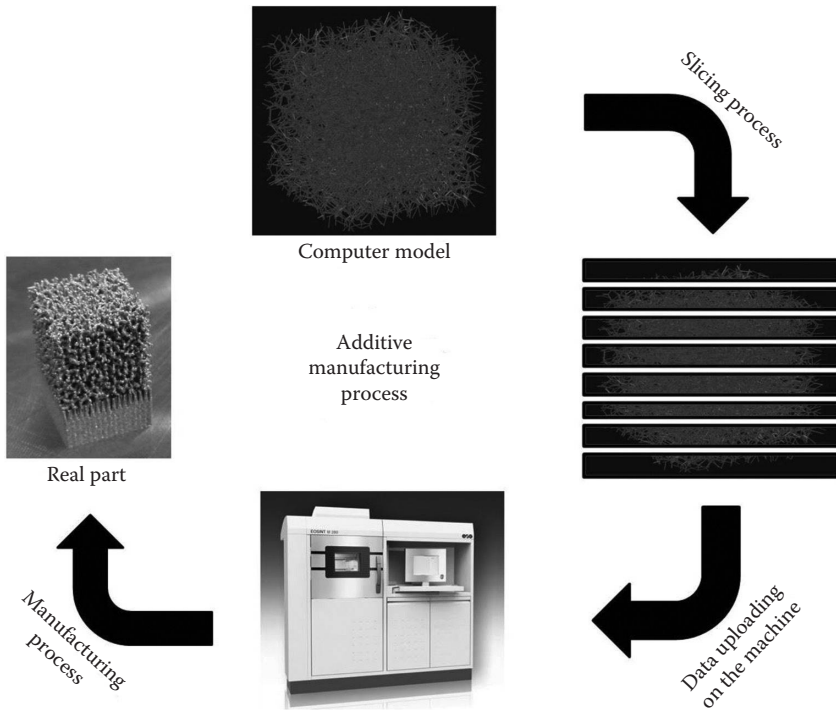 Slicing process
Computer model
Additive
manufacturing
process
Real part
Data uploading
on the machine
Manufacturing
process